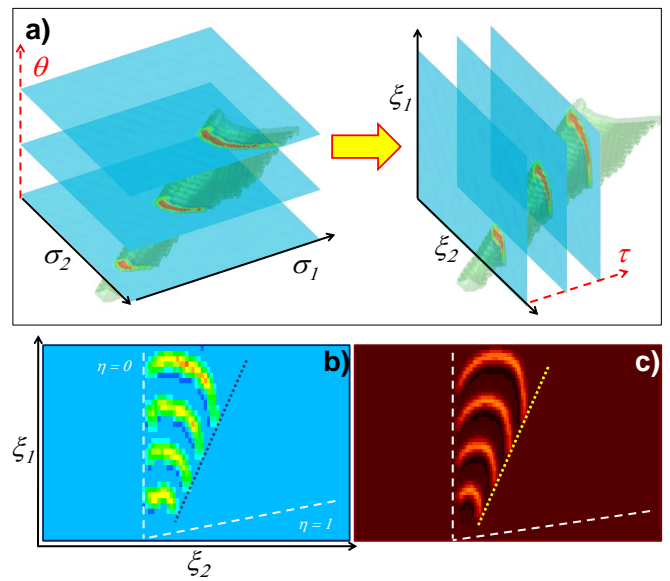 a)
θ
σ2
σ1
ξ1
ξ2
τ
b)
η = 0
η = 1
ξ1
ξ2
c)